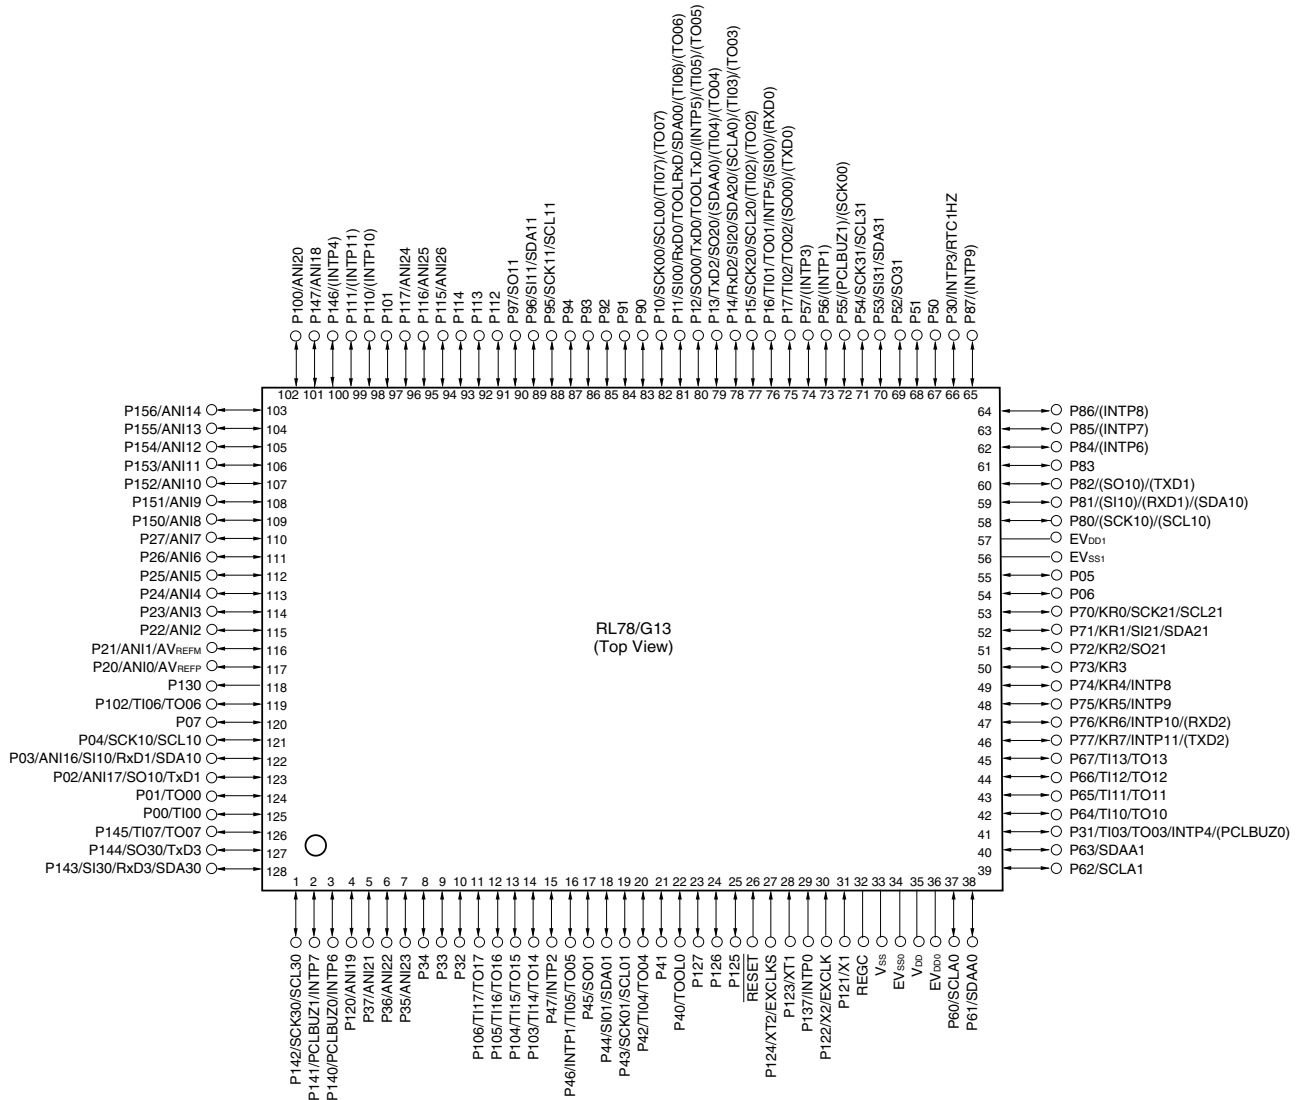 P100/ANI20
P147/ANI18
P146/(INTP4)
P111/(INTP11)
P110/(INTP10)
P101
P117/ANI24
P116/ANI25
P115/ANI26
P114
P113
P112
P97/SO11
P96/SI11/SDA11
P95/SCK11/SCL11
P94
P93
P92
P91
P90
P10/SCK00/SCL00/(TI07)/(TO07)
P11/SI00/RxD0/TOOLRxD/SDA00/(TI06)/(TO06)
P12/SO00/TxD0/TOOLTxD/(INTP5)/(TI05)/(TO05)
P13/TxD2/SO20/(SDAA0)/(TI04)/(TO04)
P14/RxD2/SI20/SDA20/(SCLA0)/(TI03)/(TO03)
P15/SCK20/SCL20/(TI02)/(TO02)
P16/TI01/TO01/INTP5/(SI00)/(RXD0)
P17/TI02/TO02/(SO00)/(TXD0)
P57/(INTP3)
P56/(INTP1)
P55/(PCLBUZ1)/(SCK00)
P54/SCK31/SCL31
P53/SI31/SDA31
P52/SO31
P51
P50
P30/INTP3/RTC1HZ
P87/(INTP9)
102 101 100 99 98 97 96 95 94 93 92 91 90 89 88 87 86 85 84 83 82 81 80 79 78 77 76 75 74 73 72 71 70 69 68 67 66 65
P156/ANI14 103
P155/ANI13 104
P154/ANI12 105
P153/ANI11 106
P152/ANI10 107
P151/ANI9 108
P150/ANI8 109
P27/ANI7 110
P26/ANI6 111
P25/ANI5 112
P24/ANI4 113
P23/ANI3 114
P22/ANI2 115
P21/ANI1/AVREFM 116
P20/ANI0/AVREFP 117
P130 118
P102/TI06/TO06 119
P07 120
P04/SCK10/SCL10 121
P03/ANI16/SI10/RxD1/SDA10 122
P02/ANI17/SO10/TxD1 123
P01/TO00 124
P00/TI00 125
P145/TI07/TO07 126
P144/SO30/TxD3 127
P143/SI30/RxD3/SDA30 128
RL78/G13
(Top View)
64 P86/(INTP8)
63 P85/(INTP7)
62 P84/(INTP6)
61 P83
60 P82/(SO10)/(TXD1)
59 P81/(SI10)/(RXD1)/(SDA10)
58 P80/(SCK10)/(SCL10)
57 EVDD1
56 EVSS1
55 P05
54 P06
53 P70/KR0/SCK21/SCL21
52 P71/KR1/SI21/SDA21
51 P72/KR2/SO21
50 P73/KR3
49 P74/KR4/INTP8
48 P75/KR5/INTP9
47 P76/KR6/INTP10/(RXD2)
46 P77/KR7/INTP11/(TXD2)
45 P67/TI13/TO13
44 P66/TI12/TO12
43 P65/TI11/TO11
42 P64/TI10/TO10
41 P31/TI03/TO03/INTP4/(PCLBUZ0)
40 P63/SDAA1
39 P62/SCLA1
1 2 3 4 5 6 7 8 9 10 11 12 13 14 15 16 17 18 19 20 21 22 23 24 25 26 27 28 29 30 31 32 33 34 35 36 37 38
P142/SCK30/SCL30
P141/PCLBUZ1/INTP7
P140/PCLBUZ0/INTP6
P120/ANI19
P37/ANI21
P36/ANI22
P35/ANI23
P34
P33
P32
P106/TI17/TO17
P105/TI16/TO16
P104/TI15/TO15
P103/TI14/TO14
P47/INTP2
P46/INTP1/TI05/TO05
P45/SO01
P44/SI01/SDA01
P43/SCK01/SCL01
P42/TI04/TO04
P41
P40/TOOL0
P127
P126
P125
RESET
P124/XT2/EXCLKS
P123/XT1
P137/INTP0
P122/X2/EXCLK
P121/X1
REGC
VSS
EVSS0
VDD
EVDD0
P60/SCLA0
P61/SDAA0